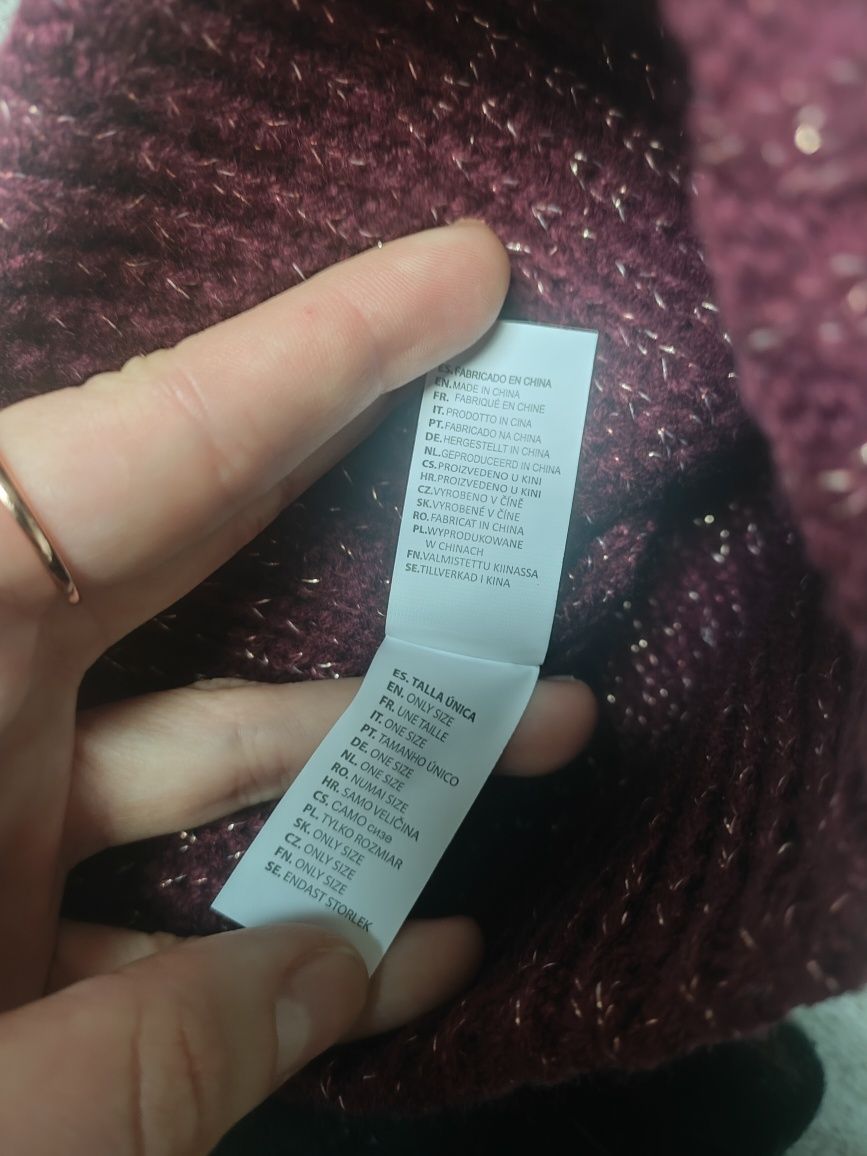 ES. FABRICADO EN CHINA
EN.MADE IN CHINA
FR. FABRIQUÉ EN CHINE
IT.PRODOTTO IN CINA
PT.FABRICADO NA CHINA
DE.HERGESTELLT IN CHINA
NL.GEPRODUCEERD IN CHINA
CS.PROIZVEDENO U KINI
HR.PROIZVEDENO U KINI
CZ.VYROBENO V ČÍNĚ
SK.VYROBENÉ V ČÍNE
RO.FABRICAT IN CHINA
PL.WYPRODUKOWANE
W CHINACH
FN.VALMISTETTU KIINASSA
SE.TILLVERKAD I KINA
ES. TALLA ÚNICA
EN. ONLY SIZE
FR. UNE TAILLE
IT. ONE SIZE
PT. TAMANHO ÚNICO
DE. ONE SIZE
NL. ONE SIZE
RO. NUMAI SIZE
HR. SAMO VELIČINA
CS. САМО сизе
PL. TYLKO ROZMIAR
SK. ONLY SIZE
CZ. ONLY SIZE
FN. ONLY SIZE
SE. ENDAST STORLEK